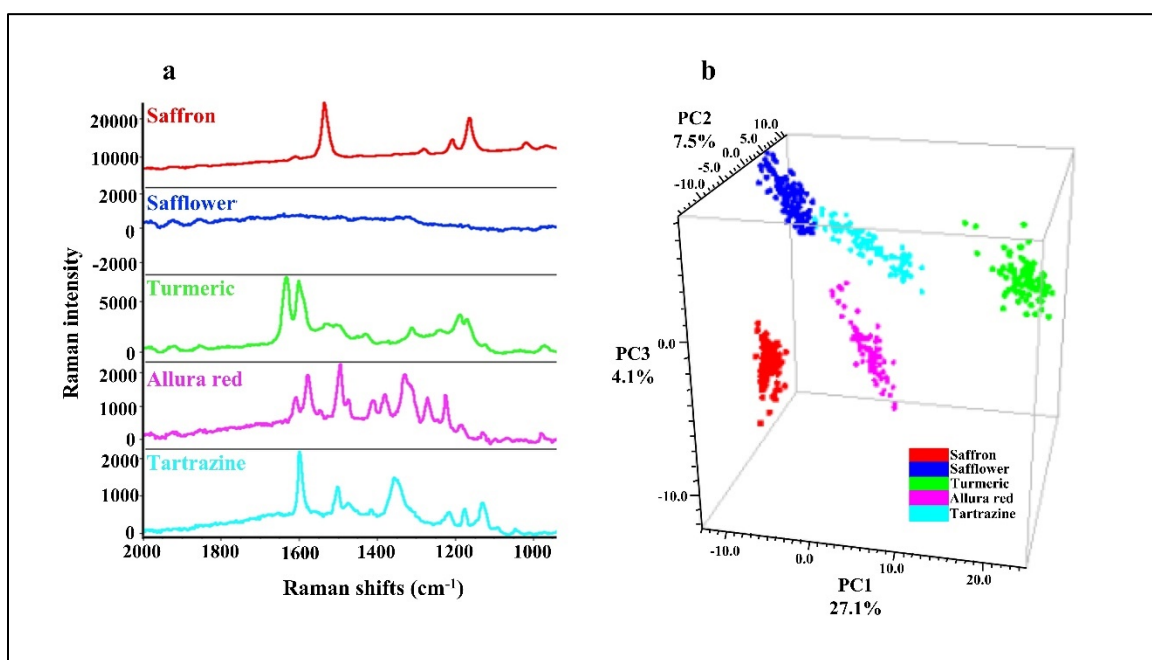 a
Saffron
20000
10000
Safflower
2000
0
-2000
Turmeric
5000
0
Allura red
2000
1000
0
Tartrazine
2000
1000
0
Raman intensity
2000
1800
1600
1400
1200
1000
Raman shifts (cm⁻¹)
b
PC2
7.5%
10.0
5.0
0.0
-5.0
-10.0
PC3
4.1%
0.0
-10.0
-10.0
0.0
10.0
20.0
PC1
27.1%
Saffron
Safflower
Turmeric
Allura red
Tartrazine